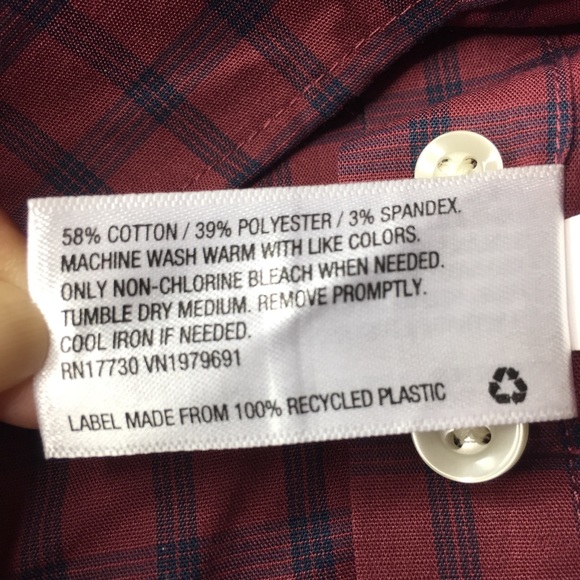 58% COTTON / 39% POLYESTER / 3% SPANDEX.
MACHINE WASH WARM WITH LIKE COLORS.
ONLY NON-CHLORINE BLEACH WHEN NEEDED.
TUMBLE DRY MEDIUM. REMOVE PROMPTLY.
COOL IRON IF NEEDED.
RN17730 VN1979691
LABEL MADE FROM 100% RECYCLED PLASTIC